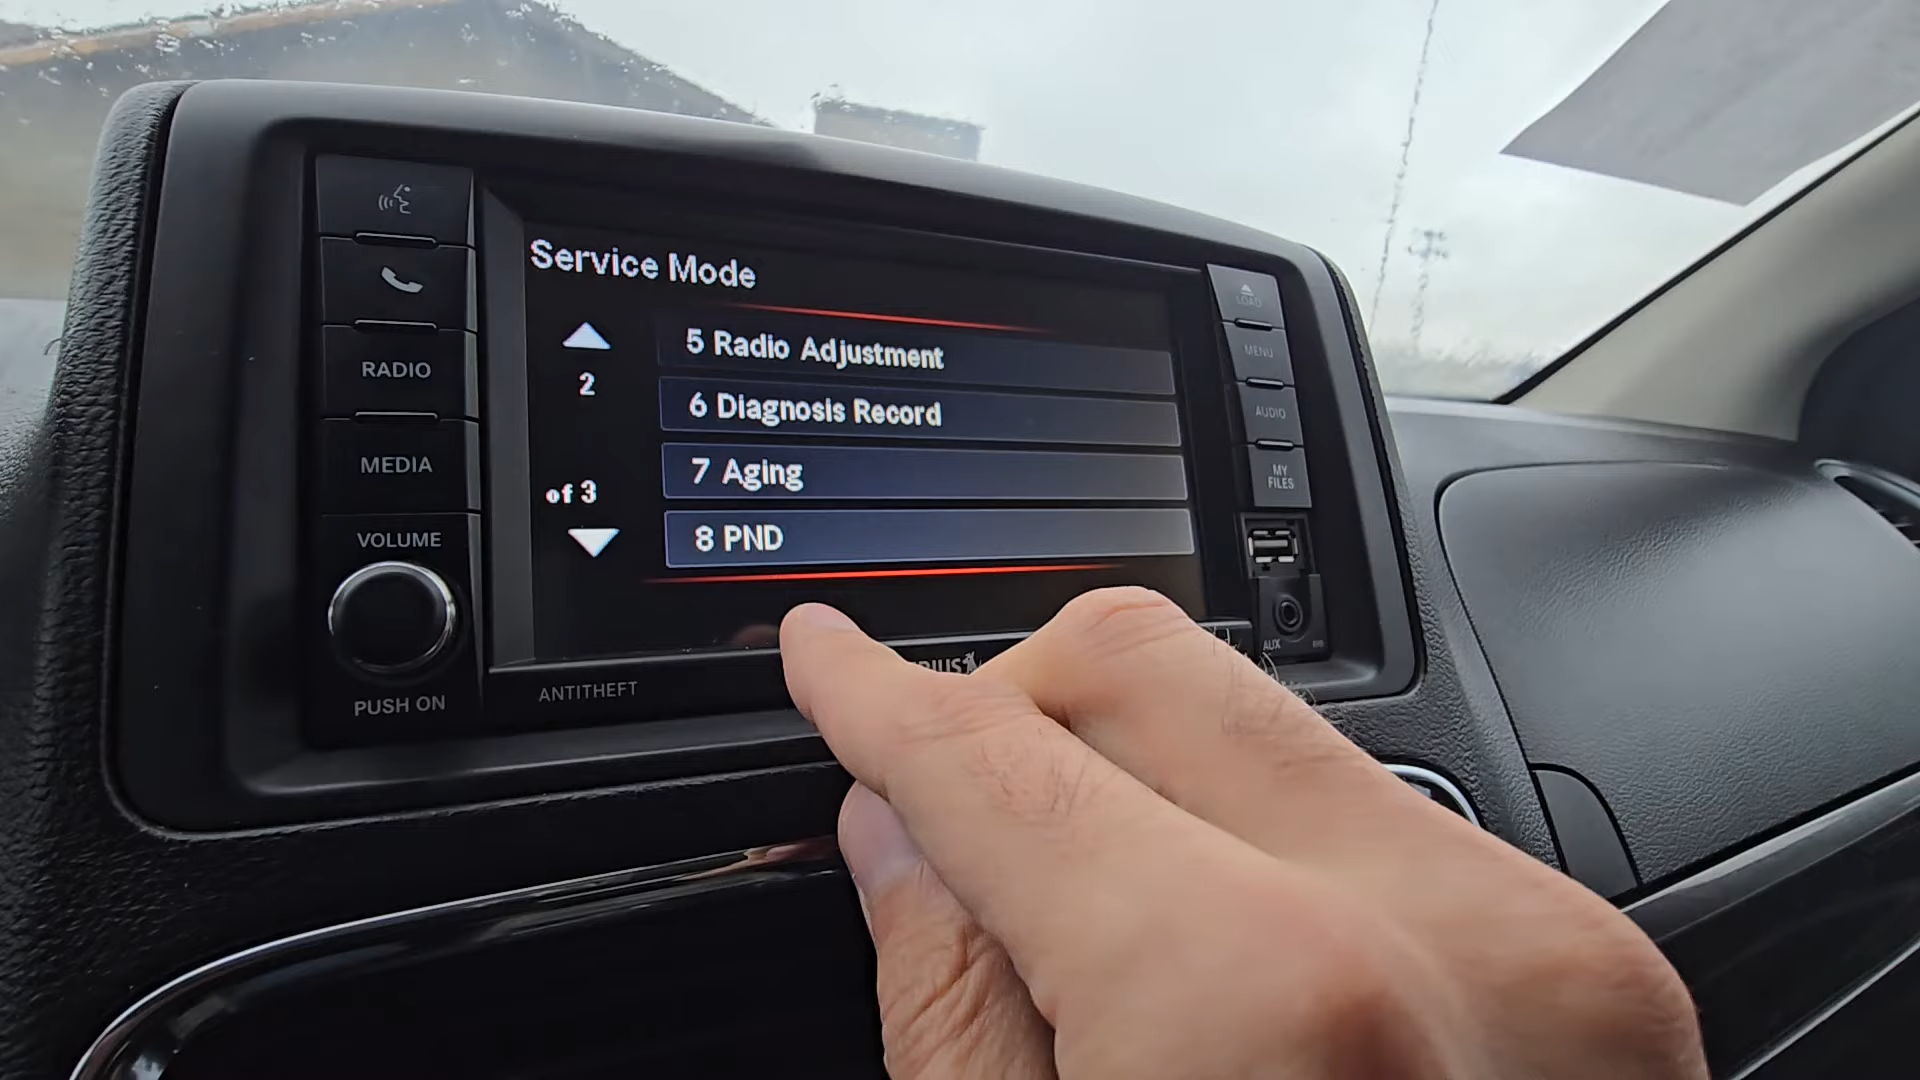 Service Mode
5 Radio Adjustment
2
6 Diagnosis Record
7 Aging
of 3
8 PND
RADIO
MEDIA
VOLUME
PUSH ON
ANTITHEFT
LOAD
MENU
AUDIO
MY
FILES
AUX